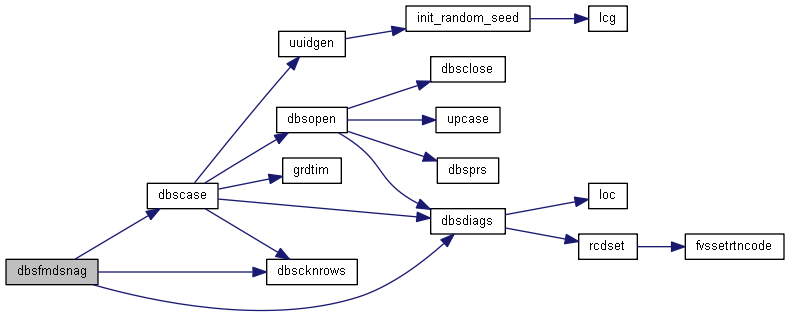 init_random_seed
lcg
uuidgen
dbsclose
dbsopen
upcase
grdtim
dbsprs
dbscase
loc
dbsdiags
rcdset
fvssetrtncode
dbsfmdsnag
dbscknrows